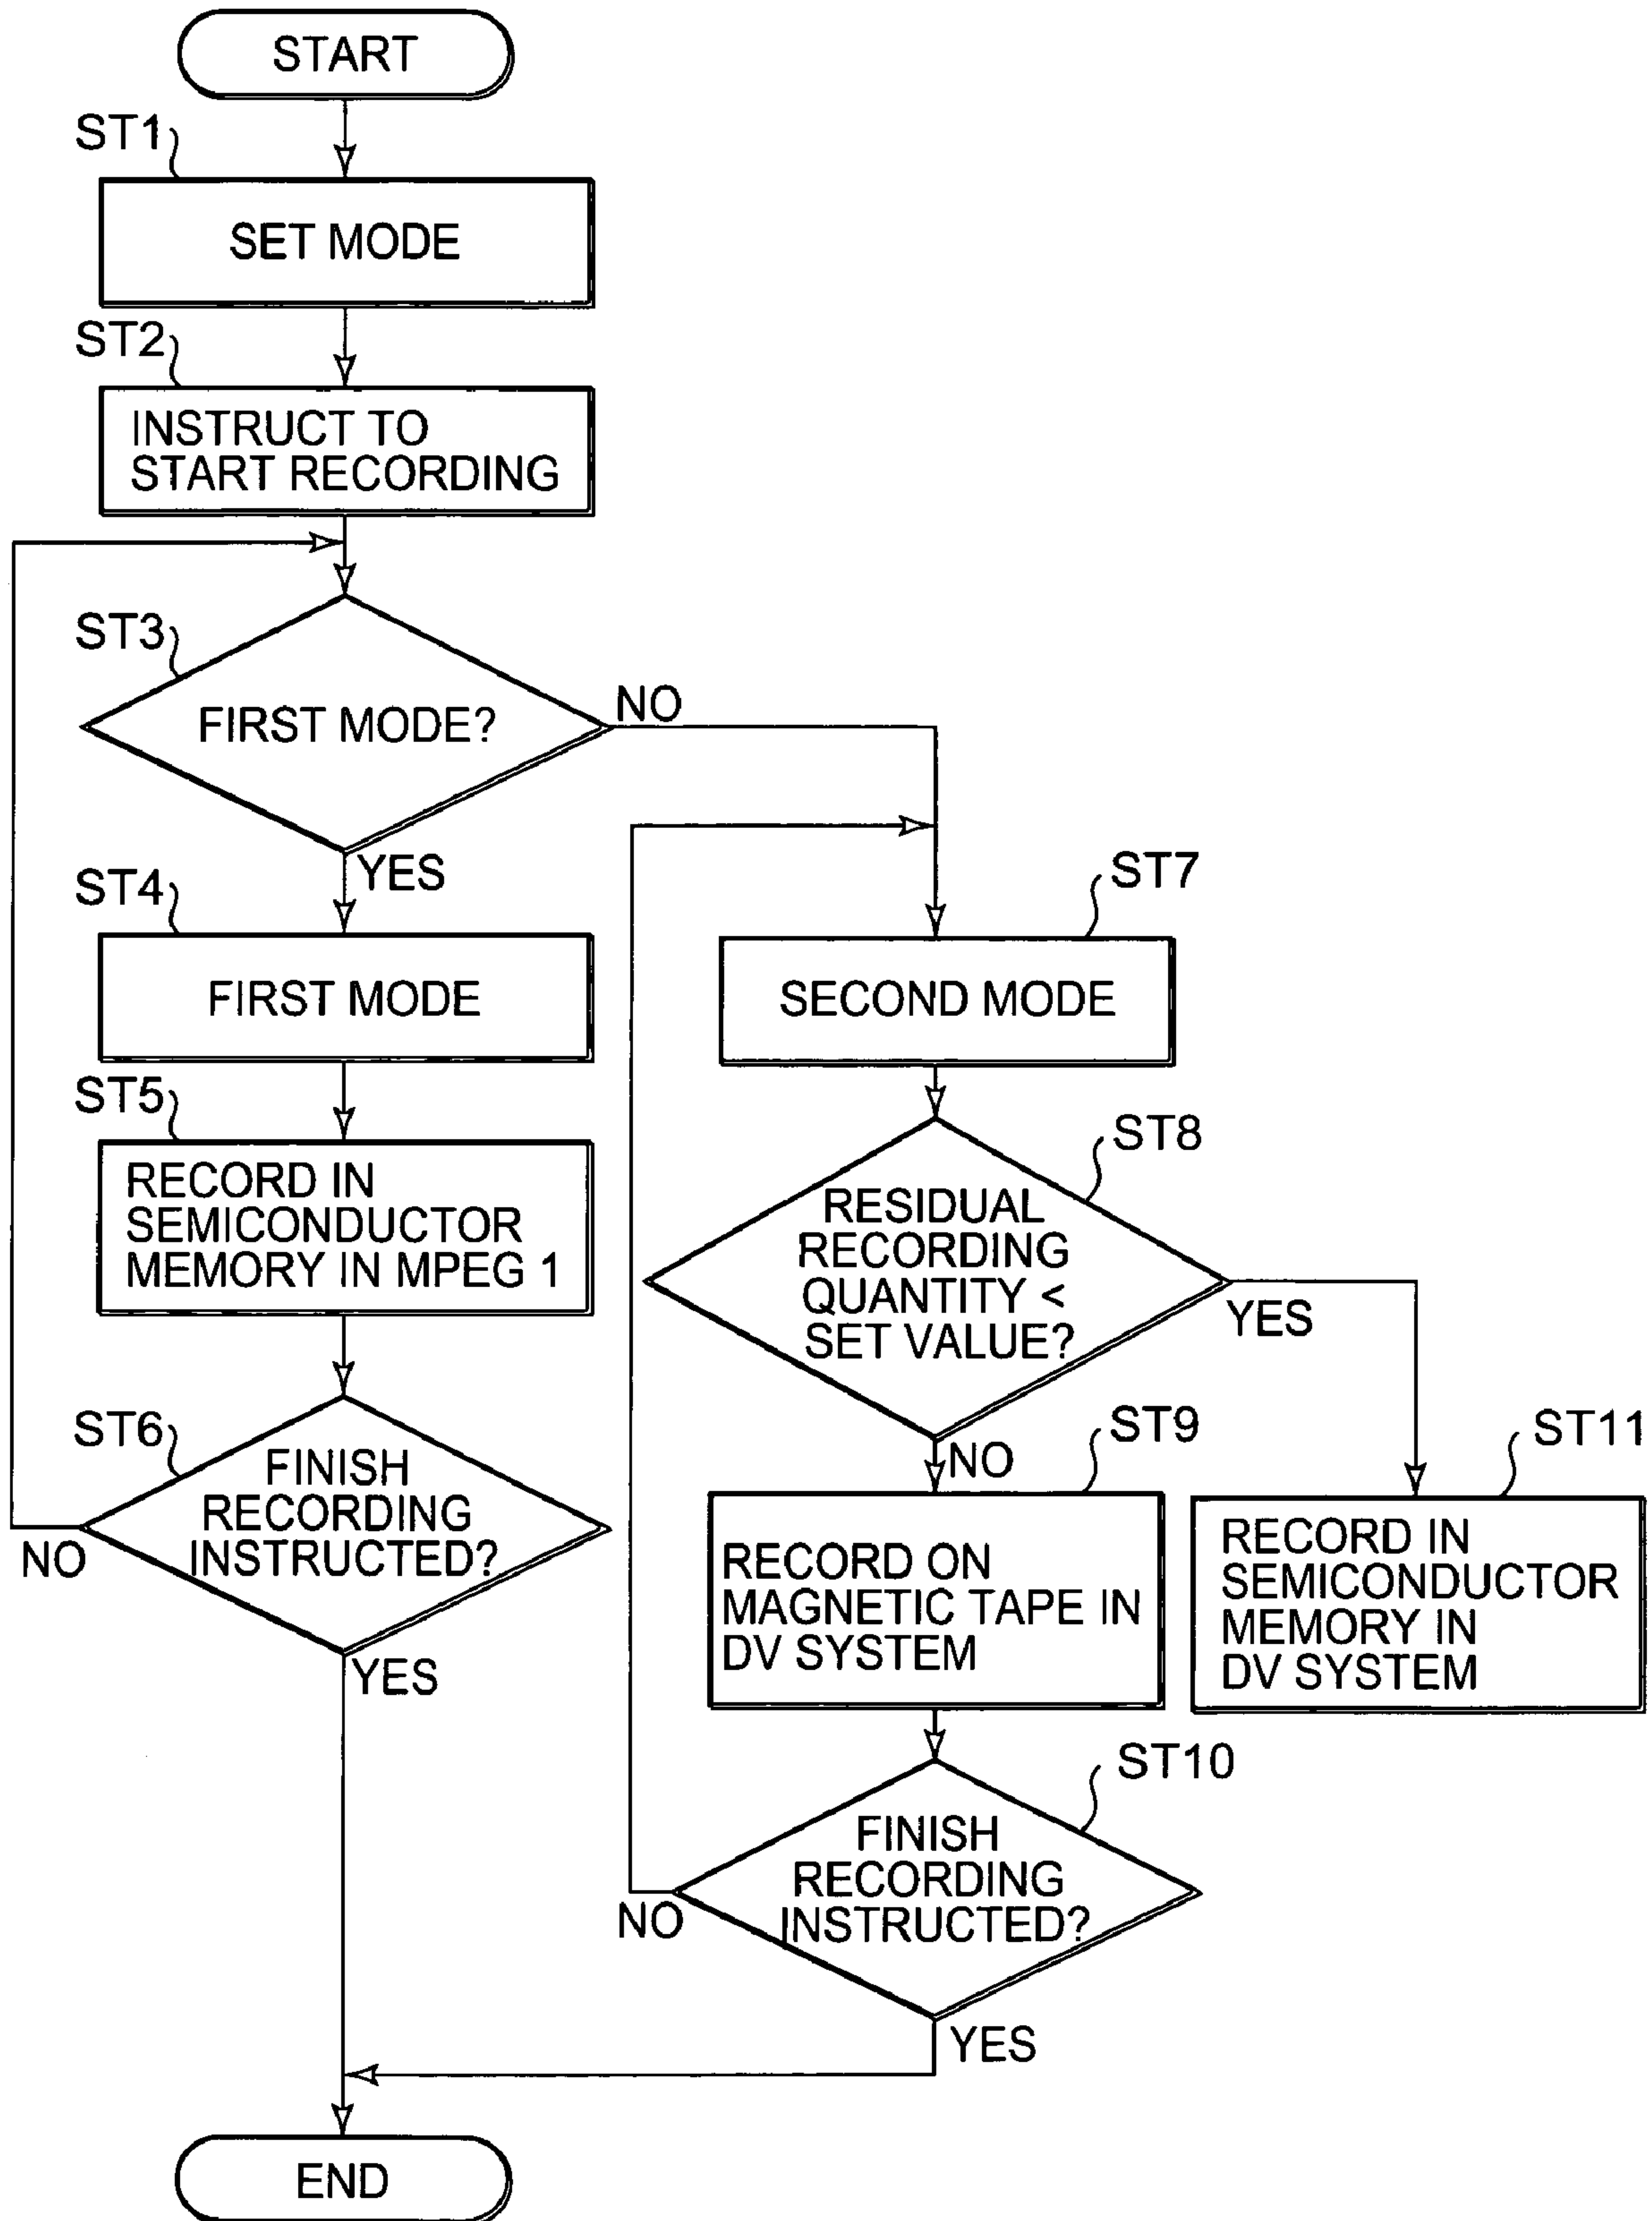 START
ST1
SET MODE
ST2
INSTRUCT TO
START RECORDING
ST3
FIRST MODE?
NO
YES
ST4
FIRST MODE
ST5
RECORD IN
SEMICONDUCTOR
MEMORY IN MPEG 1
ST6
FINISH
RECORDING
INSTRUCTED?
NO
YES
ST7
SECOND MODE
ST8
RESIDUAL
RECORDING
QUANTITY <
SET VALUE?
YES
NO
ST9
RECORD ON
MAGNETIC TAPE IN
DV SYSTEM
ST11
RECORD IN
SEMICONDUCTOR
MEMORY IN
DV SYSTEM
ST10
FINISH
RECORDING
INSTRUCTED?
NO
YES
END